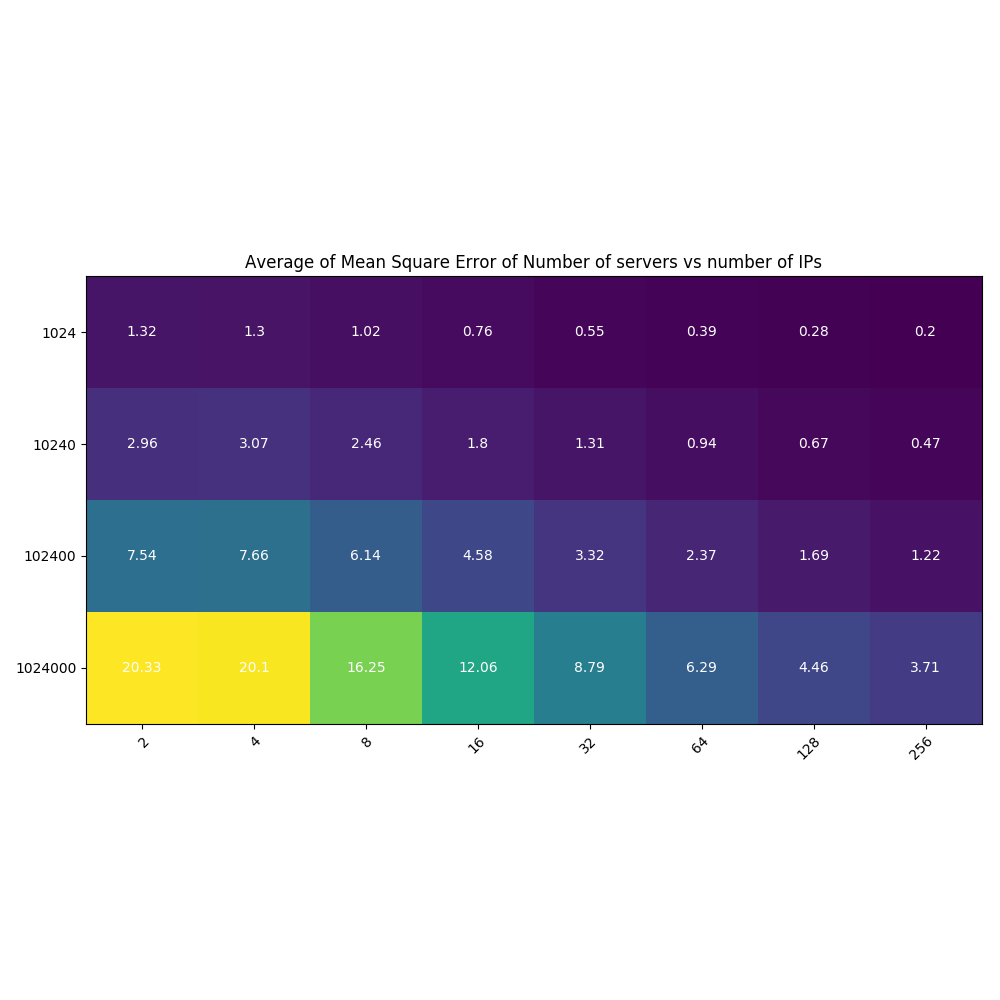 Average of Mean Square Error of Number of servers vs number of IPs
1024 1.32 1.3 1.02 0.76 0.55 0.39 0.28 0.2
10240 2.96 3.07 2.46 1.8 1.31 0.94 0.67 0.47
102400 7.54 7.66 6.14 4.58 3.32 2.37 1.69 1.22
1024000 20.33 20.1 16.25 12.06 8.79 6.29 4.46 3.71
2 4 8 16 32 64 128 256